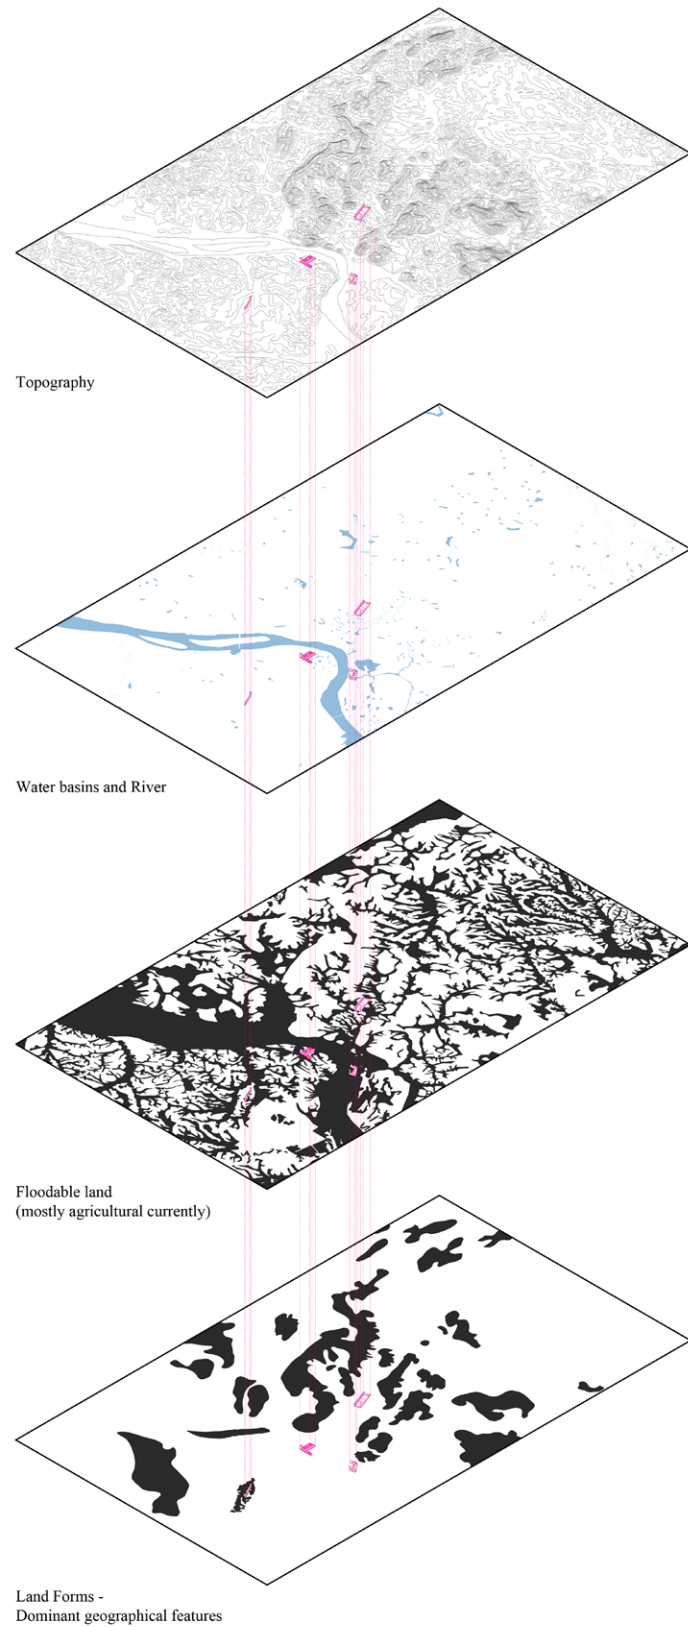 Topography
Water basins and River
Floodable land
(mostly agricultural currently)
Land Forms -
Dominant geographical features